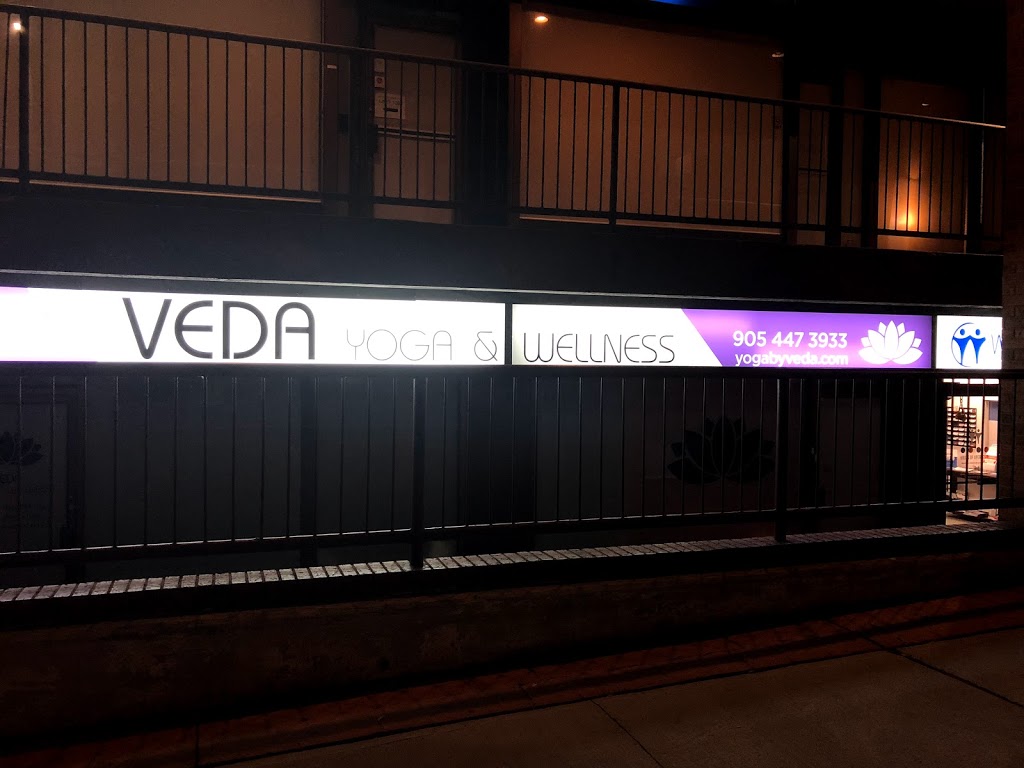 VEDA YOGA & WELLNESS
905 447 3933
yogabyveda.com